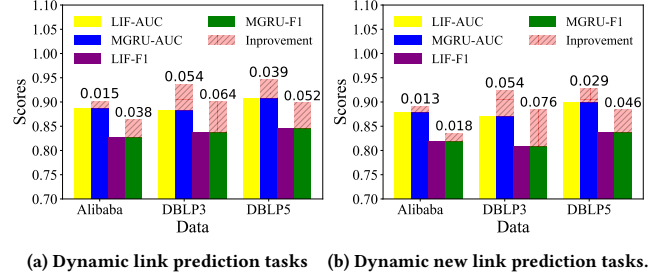 1.10
1.05
1.00
0.95
0.90
0.85
0.80
0.75
0.70
Scores
LIF-AUC
MGRU-AUC
LIF-F1
MGRU-F1
Inprovement
0.015
0.038
0.054
0.064
0.039
0.052
Alibaba
DBLP3
DBLP5
Data
(a) Dynamic link prediction tasks
1.10
1.05
1.00
0.95
0.90
0.85
0.80
0.75
0.70
Scores
LIF-AUC
MGRU-AUC
LIF-F1
MGRU-F1
Inprovement
0.013
0.018
0.054
0.076
0.029
0.046
Alibaba
DBLP3
DBLP5
Data
(b) Dynamic new link prediction tasks.